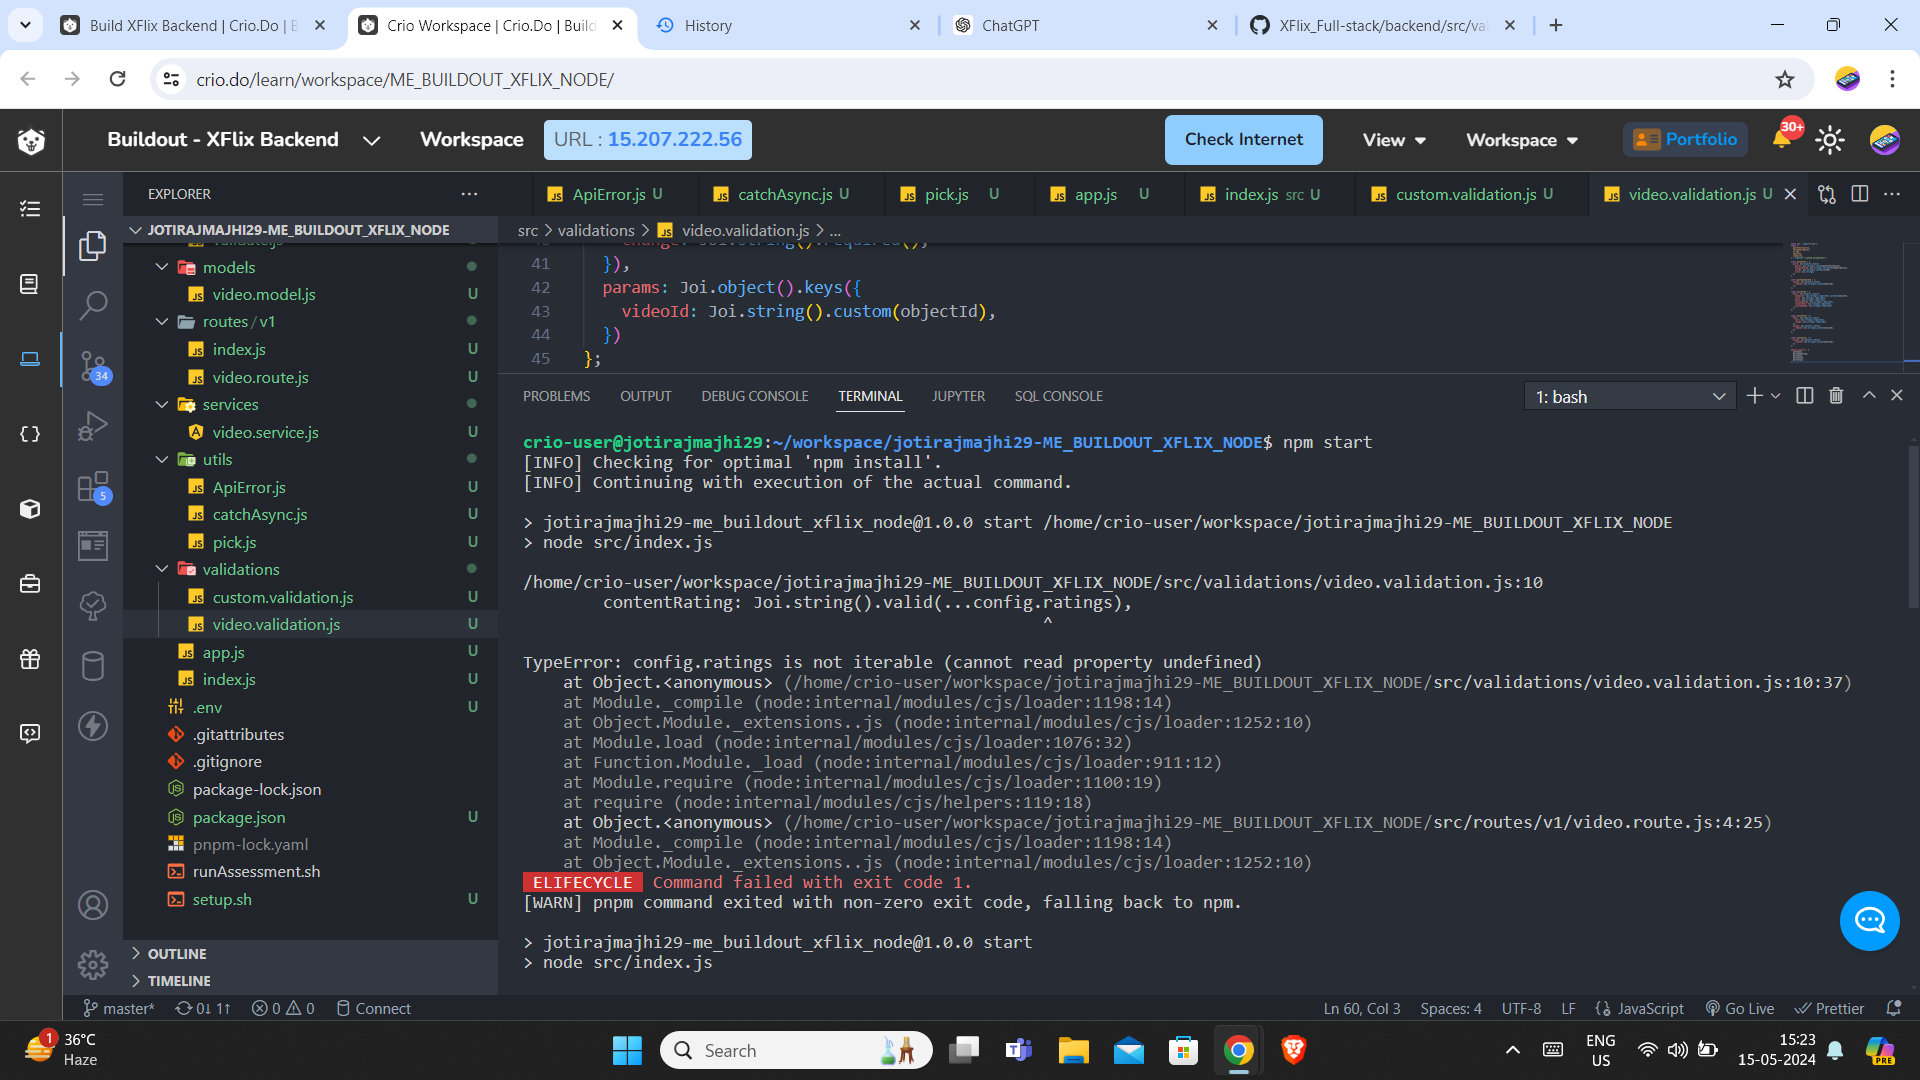 Build XFlix Backend | Crio.Do | B
Crio Workspace | Crio.Do | Build
History
ChatGPT
XFlix_Full-stack/backend/src/val
crio.do/learn/workspace/ME_BUILDOUT_XFLIX_NODE/
Buildout - XFlix Backend
Workspace
URL : 15.207.222.56
Check Internet
View
Workspace
Portfolio
30+
EXPLORER
ApiError.js U
catchAsync.js U
pick.js U
app.js U
index.js src U
custom.validation.js U
video.validation.js U
JOTIRAJMAJHI29-ME_BUILDOUT_XFLIX_NODE
src > validations > video.validation.js > ...
validate.js
models
video.model.js U
routes / v1
index.js U
video.route.js U
services
video.service.js U
utils
ApiError.js U
catchAsync.js U
pick.js U
validations
custom.validation.js U
video.validation.js U
app.js U
index.js U
.env U
.gitattributes
.gitignore
package-lock.json
package.json U
pnpm-lock.yaml
runAssessment.sh
setup.sh U
OUTLINE
TIMELINE
34
5
40 change: Joi.string().required(),
41 }),
42 params: Joi.object().keys({
43 videoId: Joi.string().custom(objectId),
44 })
45 };
PROBLEMS
OUTPUT
DEBUG CONSOLE
TERMINAL
JUPYTER
SQL CONSOLE
1: bash
crio-user@jotirajmajhi29:~/workspace/jotirajmajhi29-ME_BUILDOUT_XFLIX_NODE$ npm start
[INFO] Checking for optimal 'npm install'.
[INFO] Continuing with execution of the actual command.
> jotirajmajhi29-me_buildout_xflix_node@1.0.0 start /home/crio-user/workspace/jotirajmajhi29-ME_BUILDOUT_XFLIX_NODE
> node src/index.js
/home/crio-user/workspace/jotirajmajhi29-ME_BUILDOUT_XFLIX_NODE/src/validations/video.validation.js:10
contentRating: Joi.string().valid(...config.ratings),
^
TypeError: config.ratings is not iterable (cannot read property undefined)
at Object.<anonymous> (/home/crio-user/workspace/jotirajmajhi29-ME_BUILDOUT_XFLIX_NODE/src/validations/video.validation.js:10:37)
at Module._compile (node:internal/modules/cjs/loader:1198:14)
at Object.Module._extensions..js (node:internal/modules/cjs/loader:1252:10)
at Module.load (node:internal/modules/cjs/loader:1076:32)
at Function.Module._load (node:internal/modules/cjs/loader:911:12)
at Module.require (node:internal/modules/cjs/loader:1100:19)
at require (node:internal/modules/cjs/helpers:119:18)
at Object.<anonymous> (/home/crio-user/workspace/jotirajmajhi29-ME_BUILDOUT_XFLIX_NODE/src/routes/v1/video.route.js:4:25)
at Module._compile (node:internal/modules/cjs/loader:1198:14)
at Object.Module._extensions..js (node:internal/modules/cjs/loader:1252:10)
ELIFECYCLE Command failed with exit code 1.
[WARN] pnpm command exited with non-zero exit code, falling back to npm.
> jotirajmajhi29-me_buildout_xflix_node@1.0.0 start
> node src/index.js
master*
0↓ 1↑
0 0
Connect
Ln 60, Col 3
Spaces: 4
UTF-8
LF
JavaScript
Go Live
Prettier
1
36°C
Haze
Search
PRE
ENG
US
15:23
15-05-2024